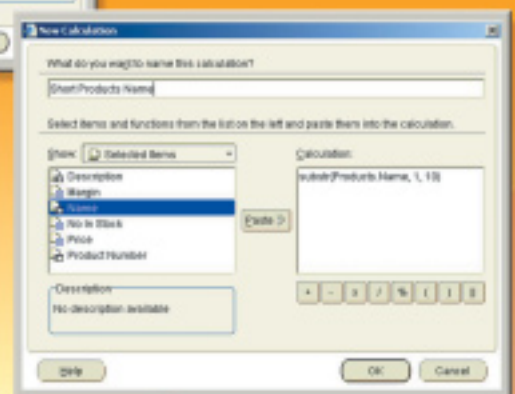 New Calculation
What do you want to name this calculation?
Short Products Name
Select items and functions from the list on the left and paste them into the calculation.
Show: Selected Items
Calculation:
Description
Margin
Name
No In Stock
Price
Product Number
Paste >
substr(Products.Name, 1, 10)
Description
No description available
+ - x / % ( )
Help
OK
Cancel